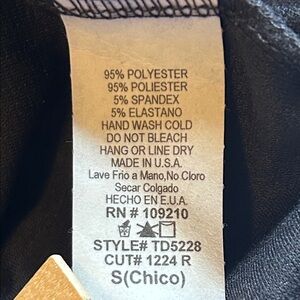 95% POLYESTER
95% POLIESTER
5% SPANDEX
5% ELASTANO
HAND WASH COLD
DO NOT BLEACH
HANG OR LINE DRY
MADE IN U.S.A.
Lave Frio a Mano,No Cloro
Secar Colgado
HECHO EN E.U.A.
RN # 109210
STYLE# TD5228
CUT# 1224 R
S(Chico)